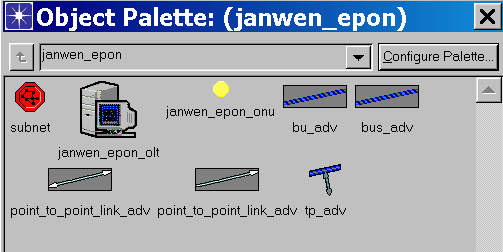 Object Palette: (janwen_epon)
janwen_epon
Configure Palette...
subnet
janwen_epon_olt
janwen_epon_onu
bu_adv
bus_adv
point_to_point_link_adv
point_to_point_link_adv
tp_adv